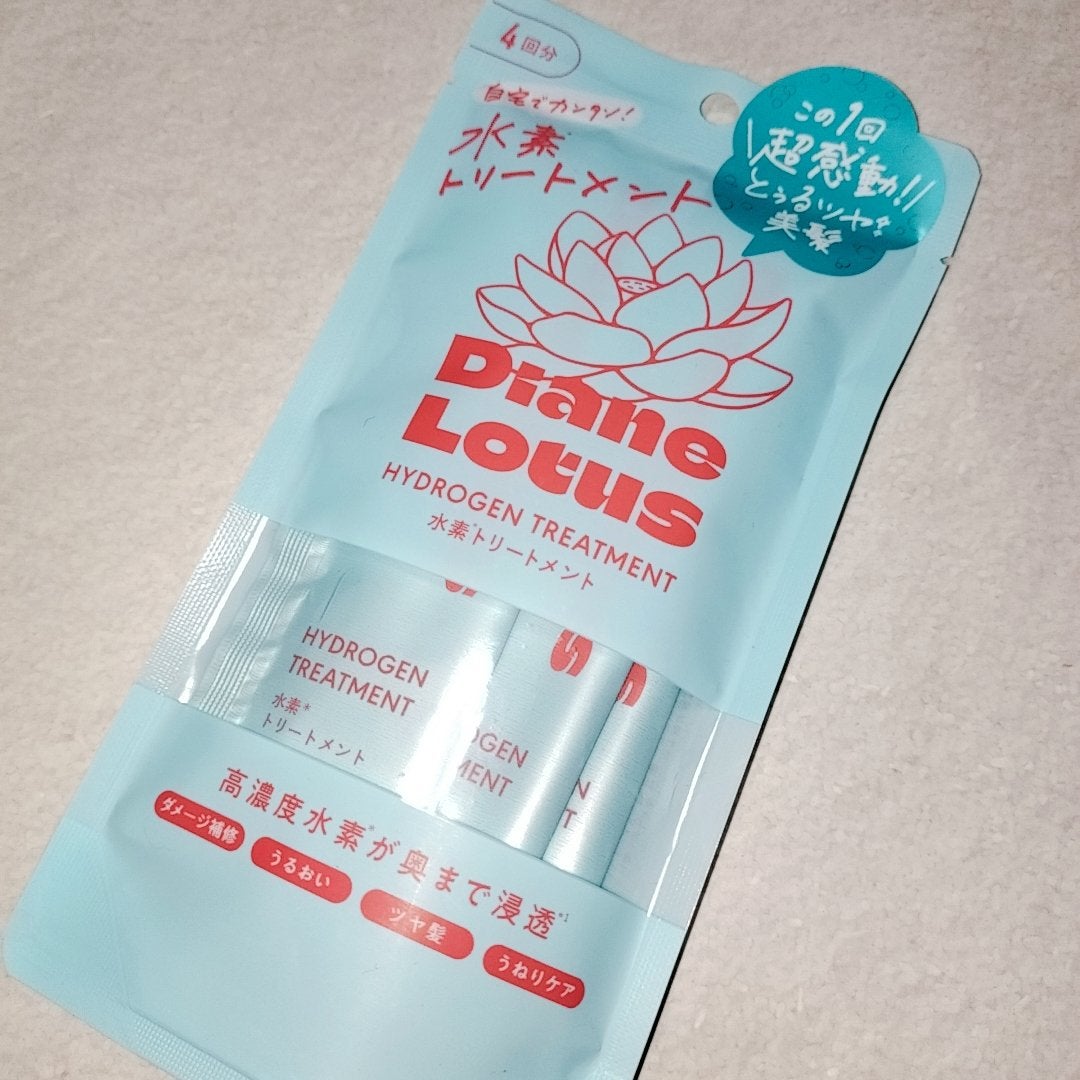 4回分
自宅でカンタン!
水素
トリートメント
この1回
超感動!!
とぅるツヤ
美髪
Diane
Lotus
HYDROGEN TREATMENT
水素*トリートメント
HYDROGEN
TREATMENT
水素*
トリートメント
OGEN
MENT
N
T
高濃度水素*が奥まで浸透*1
ダメージ補修
うるおい
ツヤ髪
うねりケア